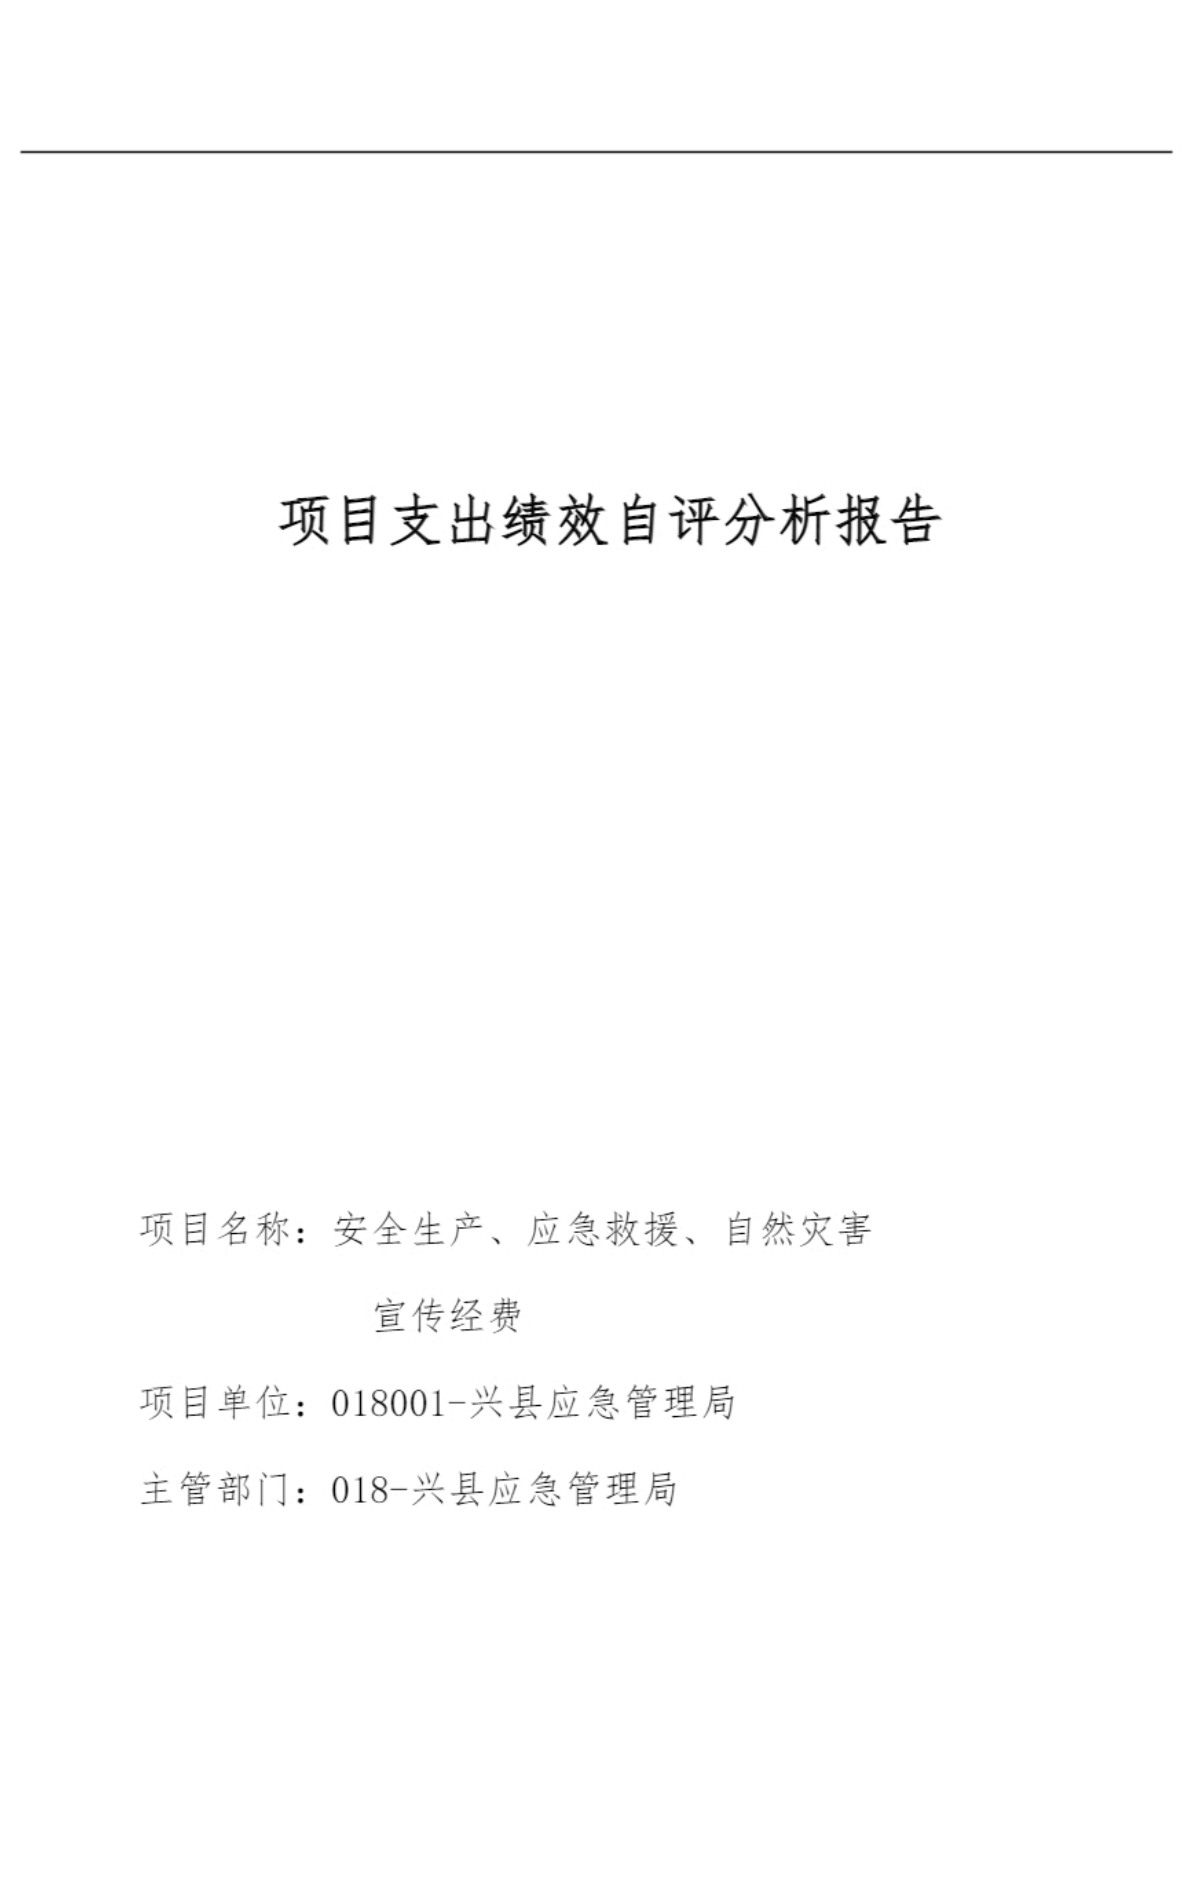 项目支出绩效自评分析报告
项目名称：安全生产、应急救援、自然灾害
宣传经费
项目单位：018001-兴县应急管理局
主管部门：018-兴县应急管理局